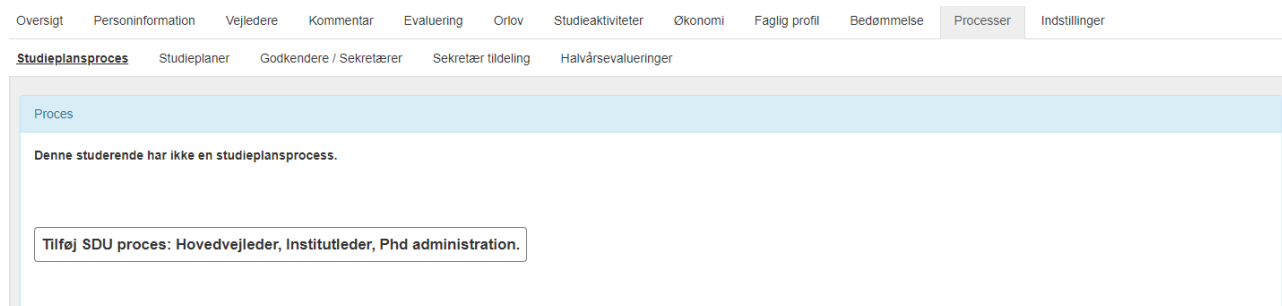 Oversigt Personinformation Vejledere Kommentar Evaluering Orlov Studieaktiviteter Økonomi Faglig profil Bedømmelse Processer Indstillinger
Studieplansproces Studieplaner Godkendere / Sekretærer Sekretær tildeling Halvårsevalueringer
Proces
Denne studerende har ikke en studieplansprocess.
Tilføj SDU proces: Hovedvejleder, Institutleder, Phd administration.